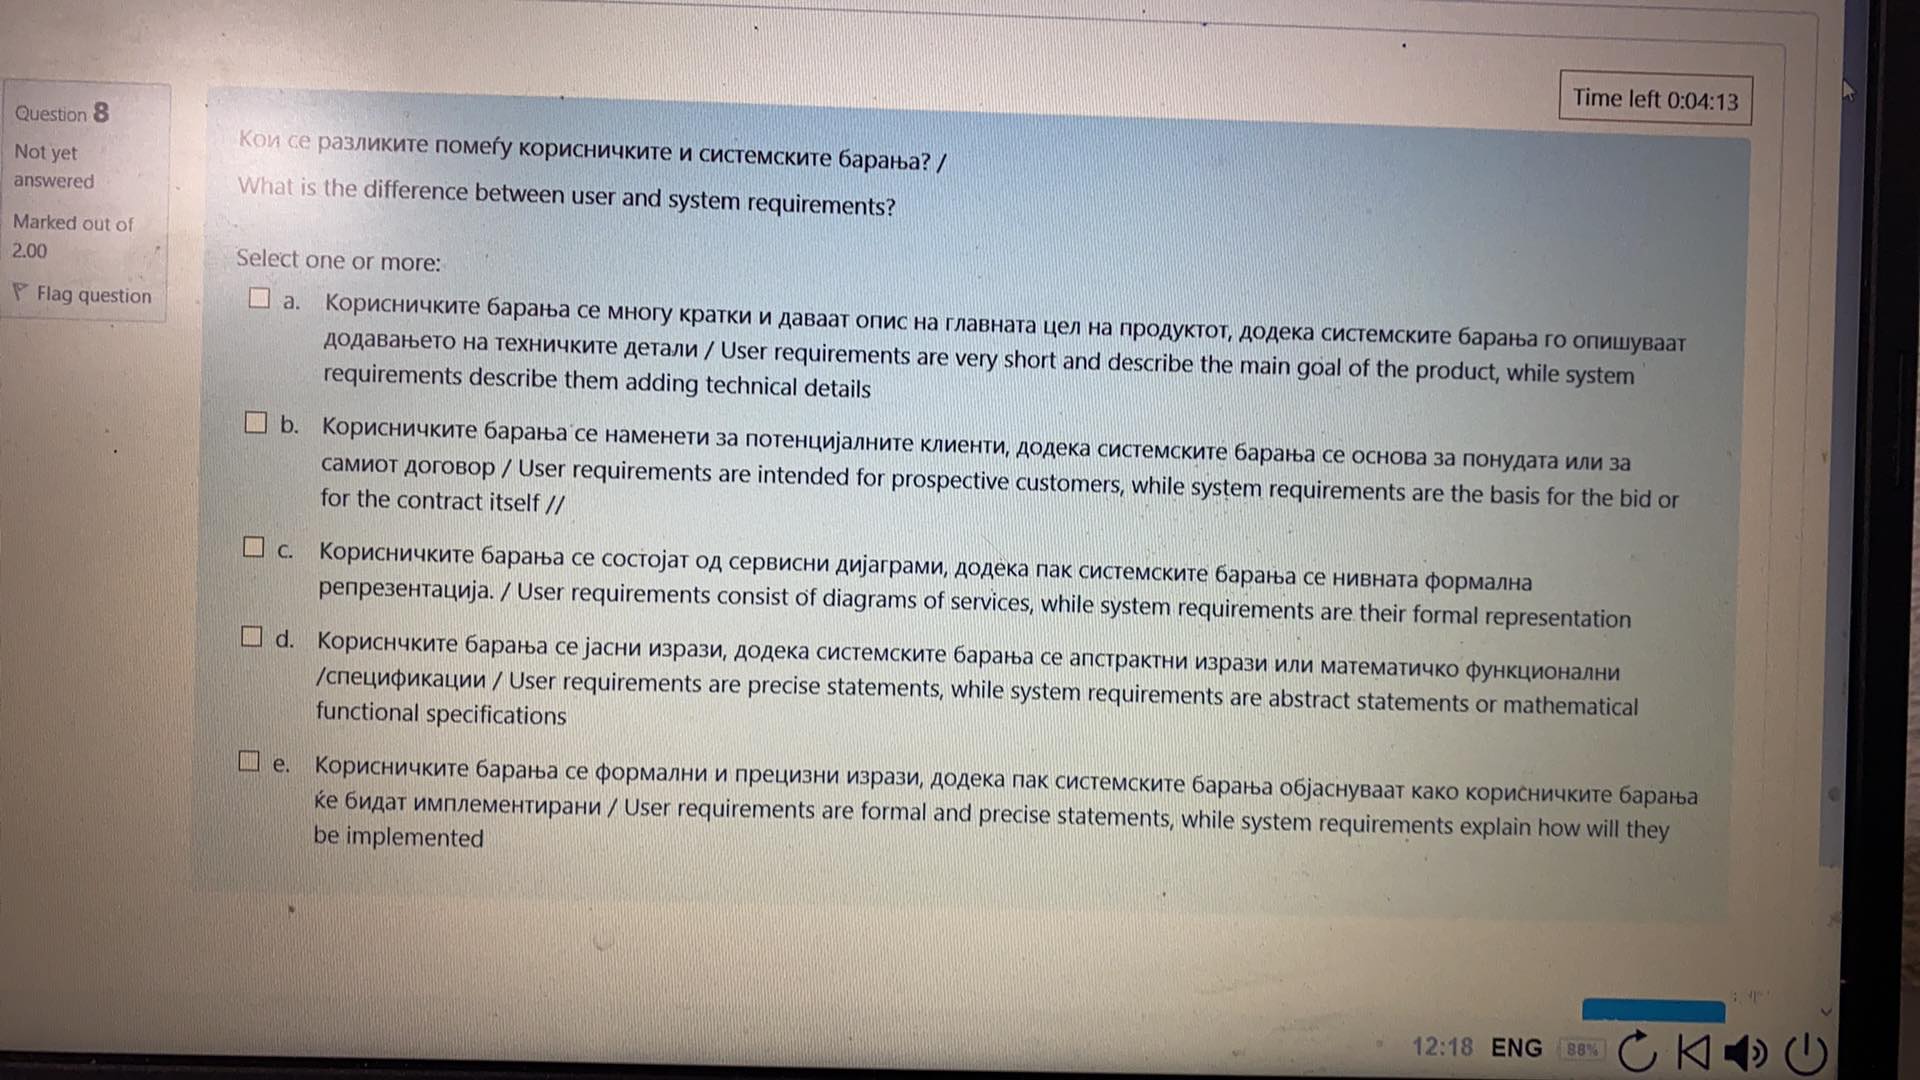 Time left 0:04:13
Question 8
Not yet
answered
Marked out of
2.00
Flag question
Кои се разликите помеѓу корисничките и системските барања? /
What is the difference between user and system requirements?
Select one or more:
a. Корисничките барања се многу кратки и даваат опис на главната цел на продуктот, додека системските барања го опишуваат
додавањето на техничките детали / User requirements are very short and describe the main goal of the product, while system
requirements describe them adding technical details
b. Корисничките барања се наменети за потенцијалните клиенти, додека системските барања се основа за понудата или за
самиот договор / User requirements are intended for prospective customers, while system requirements are the basis for the bid or
for the contract itself //
c. Корисничките барања се состојат од сервисни дијаграми, додека пак системските барања се нивната формална
репрезентација. / User requirements consist of diagrams of services, while system requirements are their formal representation
d. Кориснчките барања се јасни изрази, додека системските барања се апстрактни изрази или математичко функционални
/спецификации / User requirements are precise statements, while system requirements are abstract statements or mathematical
functional specifications
e. Корисничките барања се формални и прецизни изрази, додека пак системските барања објаснуваат како корисничките барања
ќе бидат имплементирани / User requirements are formal and precise statements, while system requirements explain how will they
be implemented
12:18 ENG 88%